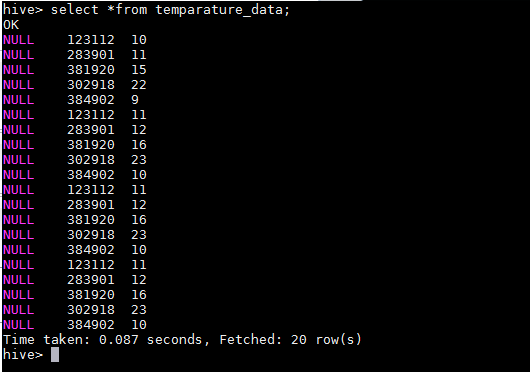 hive> select *from temparature_data;
OK
NULL    123112  10
NULL    283901  11
NULL    381920  15
NULL    302918  22
NULL    384902  9
NULL    123112  11
NULL    283901  12
NULL    381920  16
NULL    302918  23
NULL    384902  10
NULL    123112  11
NULL    283901  12
NULL    381920  16
NULL    302918  23
NULL    384902  10
NULL    123112  11
NULL    283901  12
NULL    381920  16
NULL    302918  23
NULL    384902  10
Time taken: 0.087 seconds, Fetched: 20 row(s)
hive>